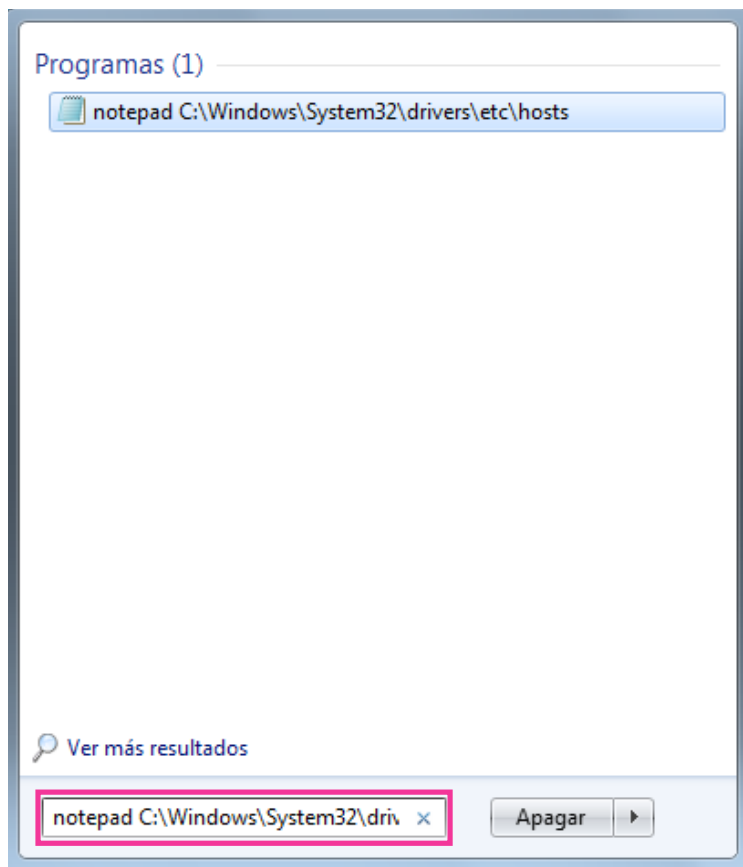 Programas (1)
notepad C:\Windows\System32\drivers\etc\hosts
Ver más resultados
notepad C:\Windows\System32\driv
Apagar